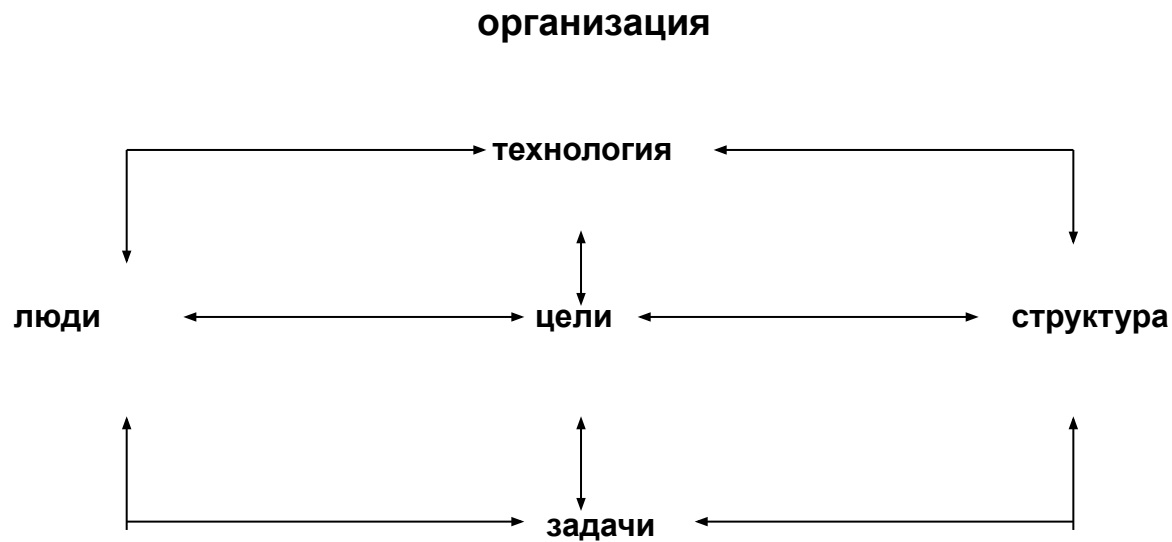 организация
технология
люди цели структура
задачи